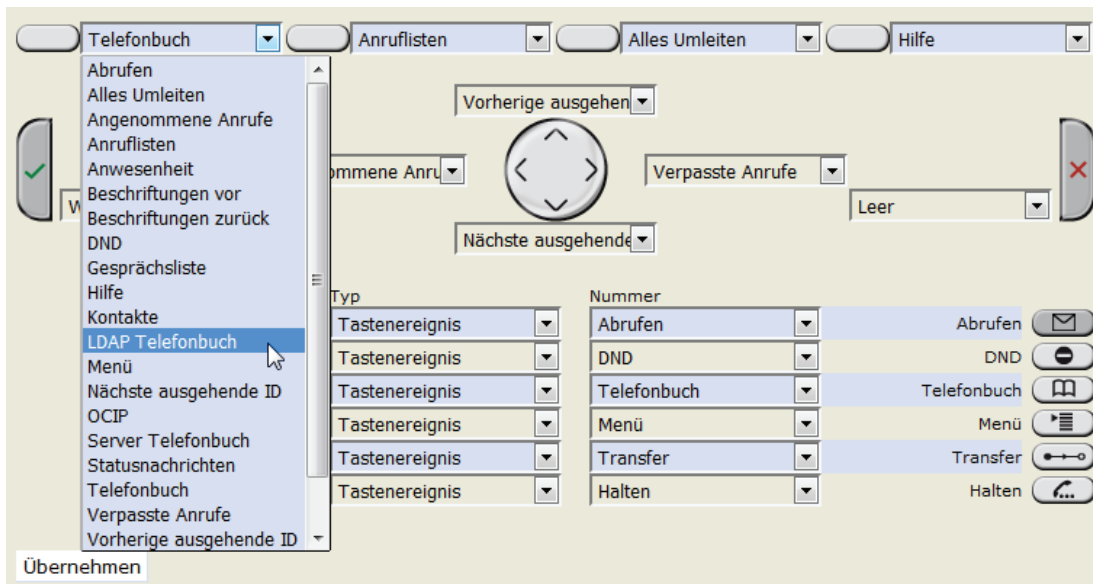 Telefonbuch
Anruflisten
Alles Umleiten
Hilfe
Abrufen
Alles Umleiten
Angenommene Anrufe
Anruflisten
Anwesenheit
Beschriftungen vor
Beschriftungen zurück
DND
Gesprächsliste
Hilfe
Kontakte
LDAP Telefonbuch
Menü
Nächste ausgehende ID
OCIP
Server Telefonbuch
Statusnachrichten
Telefonbuch
Verpasste Anrufe
Vorherige ausgehende ID
Vorherige ausgehen
ommene Anru
Verpasste Anrufe
W
Leer
Nächste ausgehende
Typ Nummer
Tastenereignis Abrufen Abrufen
Tastenereignis DND DND
Tastenereignis Telefonbuch Telefonbuch
Tastenereignis Menü Menü
Tastenereignis Transfer Transfer
Tastenereignis Halten Halten
Übernehmen